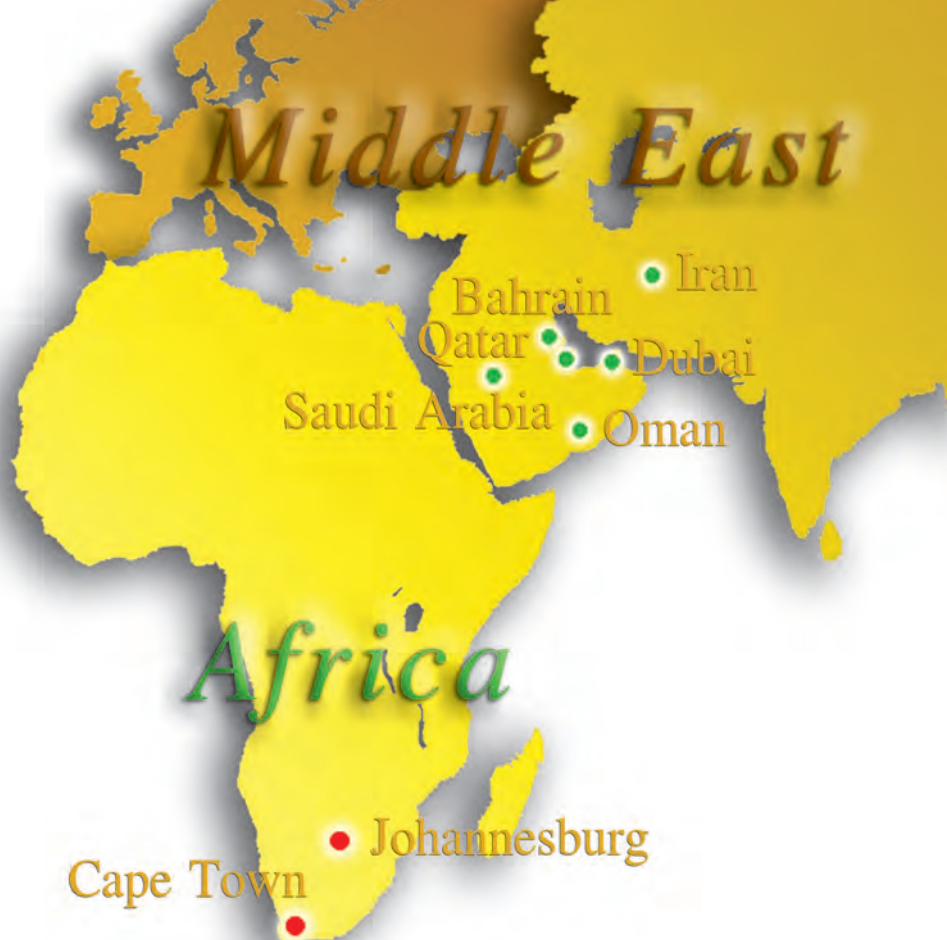 Middle East
Iran
Bahrain
Qatar
Dubai
Saudi Arabia
Oman
Africa
Johannesburg
Cape Town